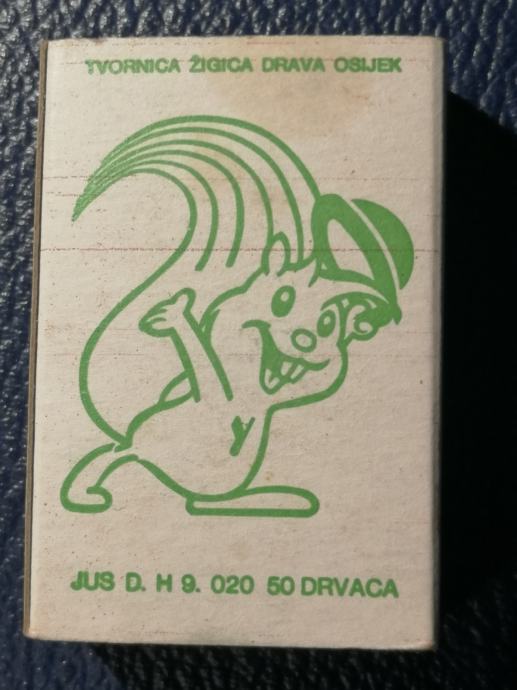 TVORNICA ŽIGICA DRAVA OSIJEK
JUS D. H 9. 020 50 DRVACA